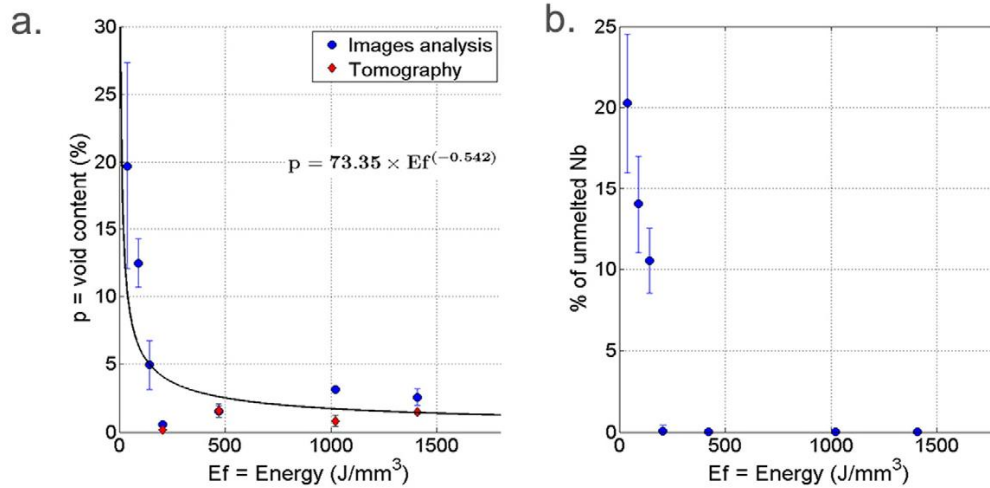 a.
30
25
20
15
10
5
0
p = void content (%)
Images analysis
Tomography
p = 73.35 × Ef^(−0.542)
0 500 1000 1500
Ef = Energy (J/mm³)
b.
25
20
15
10
5
0
% of unmelted Nb
0 500 1000 1500
Ef = Energy (J/mm³)